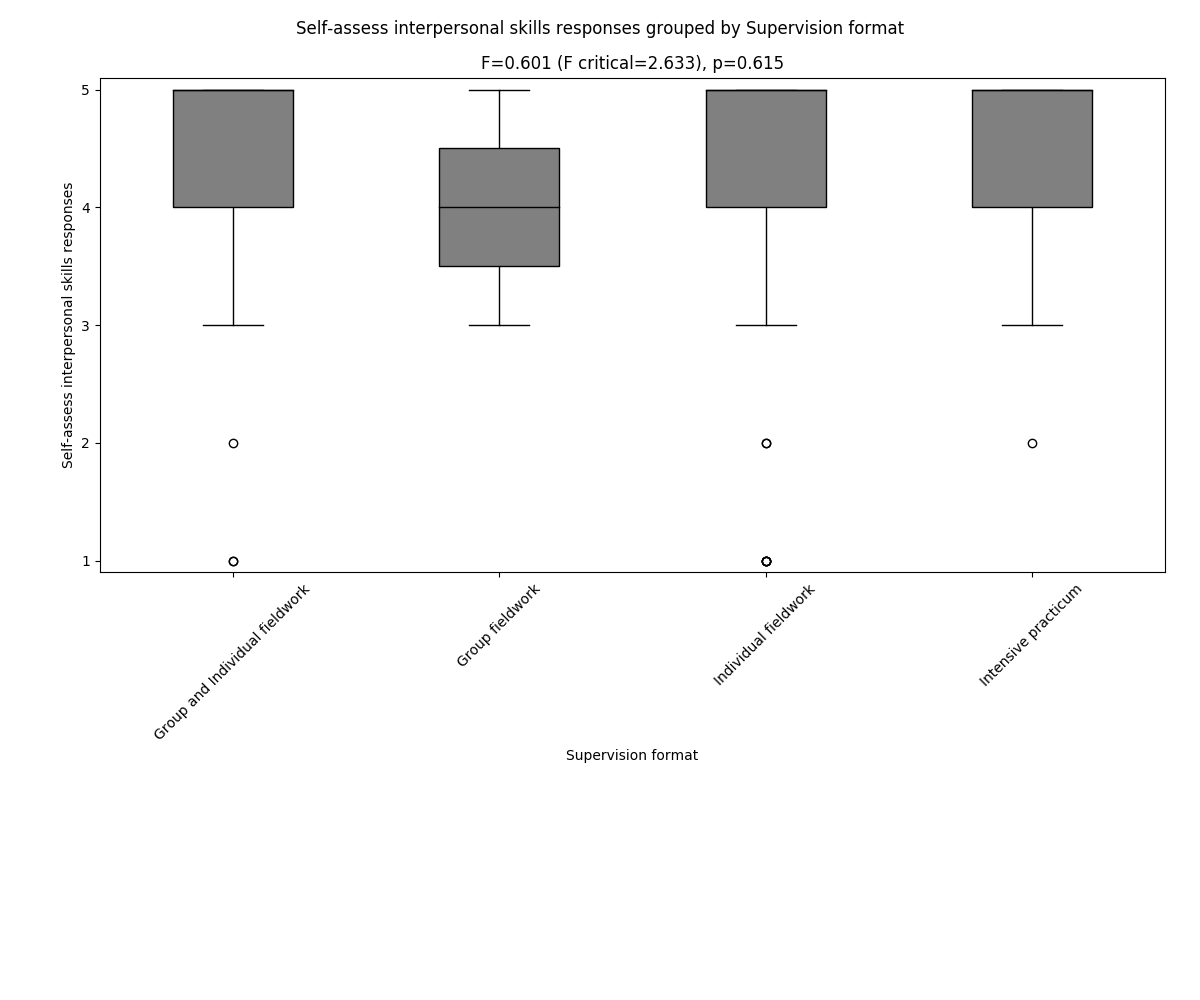 Self-assess interpersonal skills responses grouped by Supervision format
F=0.601 (F critical=2.633), p=0.615
Self-assess interpersonal skills responses
5
4
3
2
1
Group and Individual fieldwork
Group fieldwork
Individual fieldwork
Intensive practicum
Supervision format